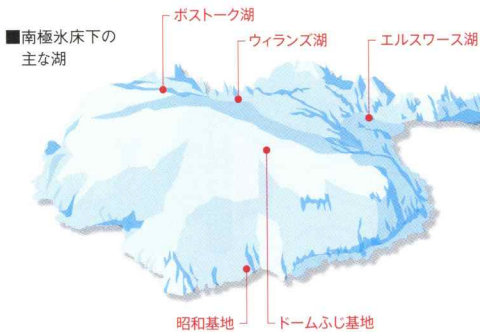 ■南極氷床下の
主な湖
ボストーク湖
ウィランズ湖
エルスワース湖
昭和基地
ドームふじ基地